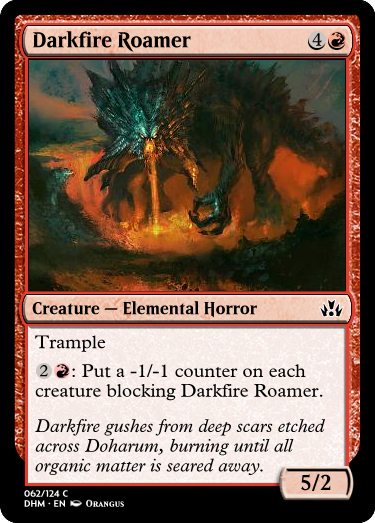 Darkfire Roamer 4
Creature — Elemental Horror
Trample
2 : Put a -1/-1 counter on each
creature blocking Darkfire Roamer.
Darkfire gushes from deep scars etched
across Doharum, burning until all
organic matter is seared away.
5/2
062/124 C
DHM • EN Orangus